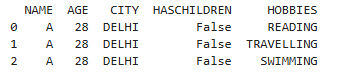 NAME AGE CITY HASCHILDREN HOBBIES
0 A 28 DELHI False READING
1 A 28 DELHI False TRAVELLING
2 A 28 DELHI False SWIMMING